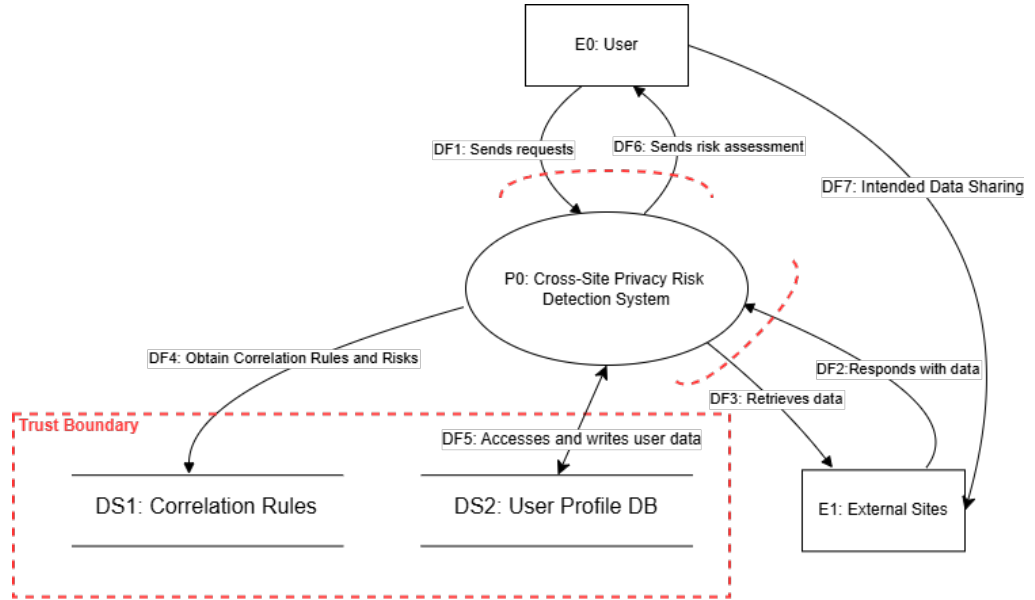 E0: User
DF1: Sends requests
DF6: Sends risk assessment
DF7: Intended Data Sharing
P0: Cross-Site Privacy Risk
Detection System
DF4: Obtain Correlation Rules and Risks
DF2:Responds with data
DF3: Retrieves data
Trust Boundary
DF5: Accesses and writes user data
DS1: Correlation Rules
DS2: User Profile DB
E1: External Sites